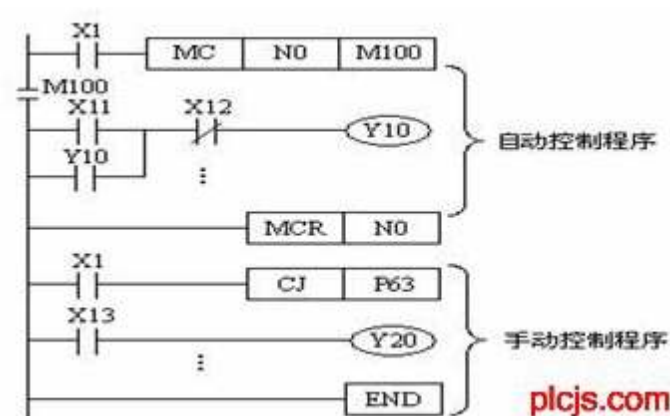 X1
MC N0 M100
M100
X11 X12
Y10
Y10
自动控制程序
MCR N0
X1
CJ P63
X13
Y20
手动控制程序
END
plcjs.com